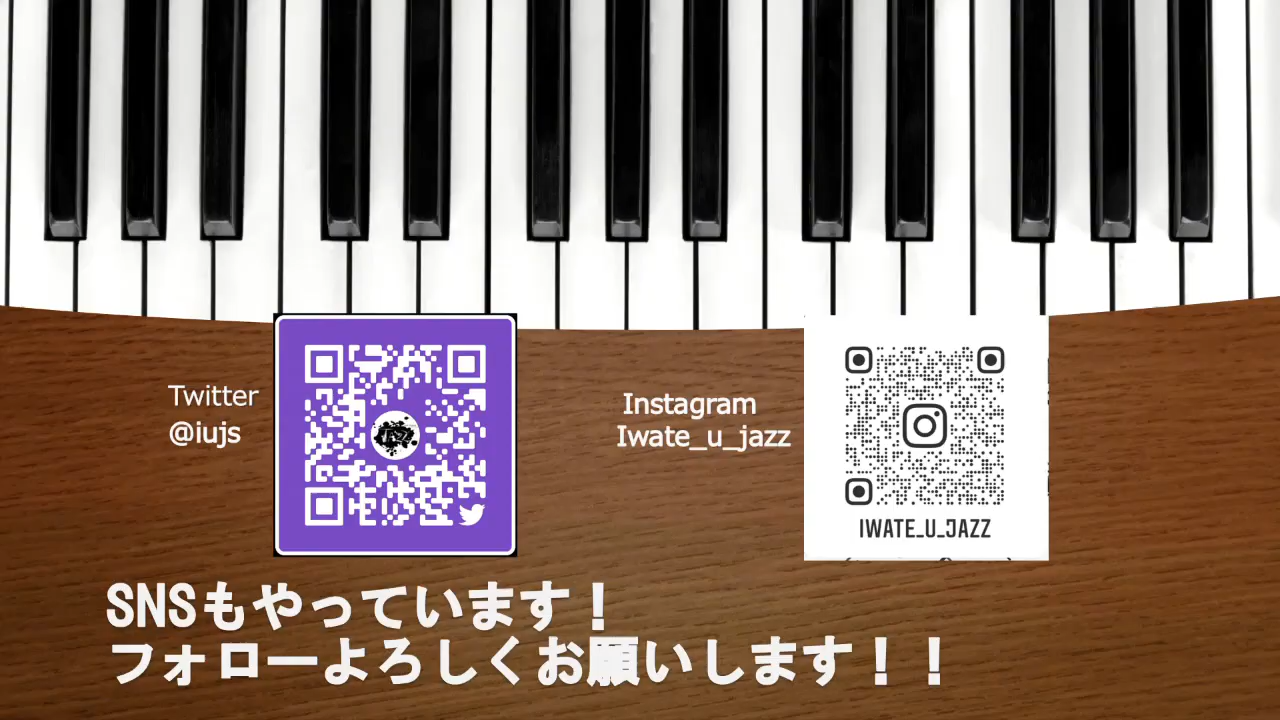 Twitter
@iujs
Instagram
Iwate_u_jazz
IWATE_U_JAZZ
SNSもやっています！
フォローよろしくお願いします！！